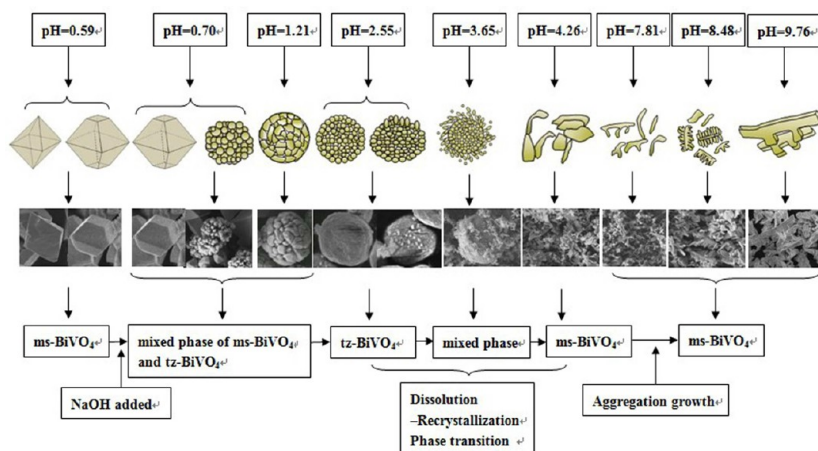 pH=0.59
pH=0.70
pH=1.21
pH=2.55
pH=3.65
pH=4.26
pH=7.81
pH=8.48
pH=9.76
ms-BiVO₄
mixed phase of ms-BiVO₄
and tz-BiVO₄
tz-BiVO₄
mixed phase
ms-BiVO₄
ms-BiVO₄
NaOH added
Dissolution
–Recrystallization
Phase transition
Aggregation growth